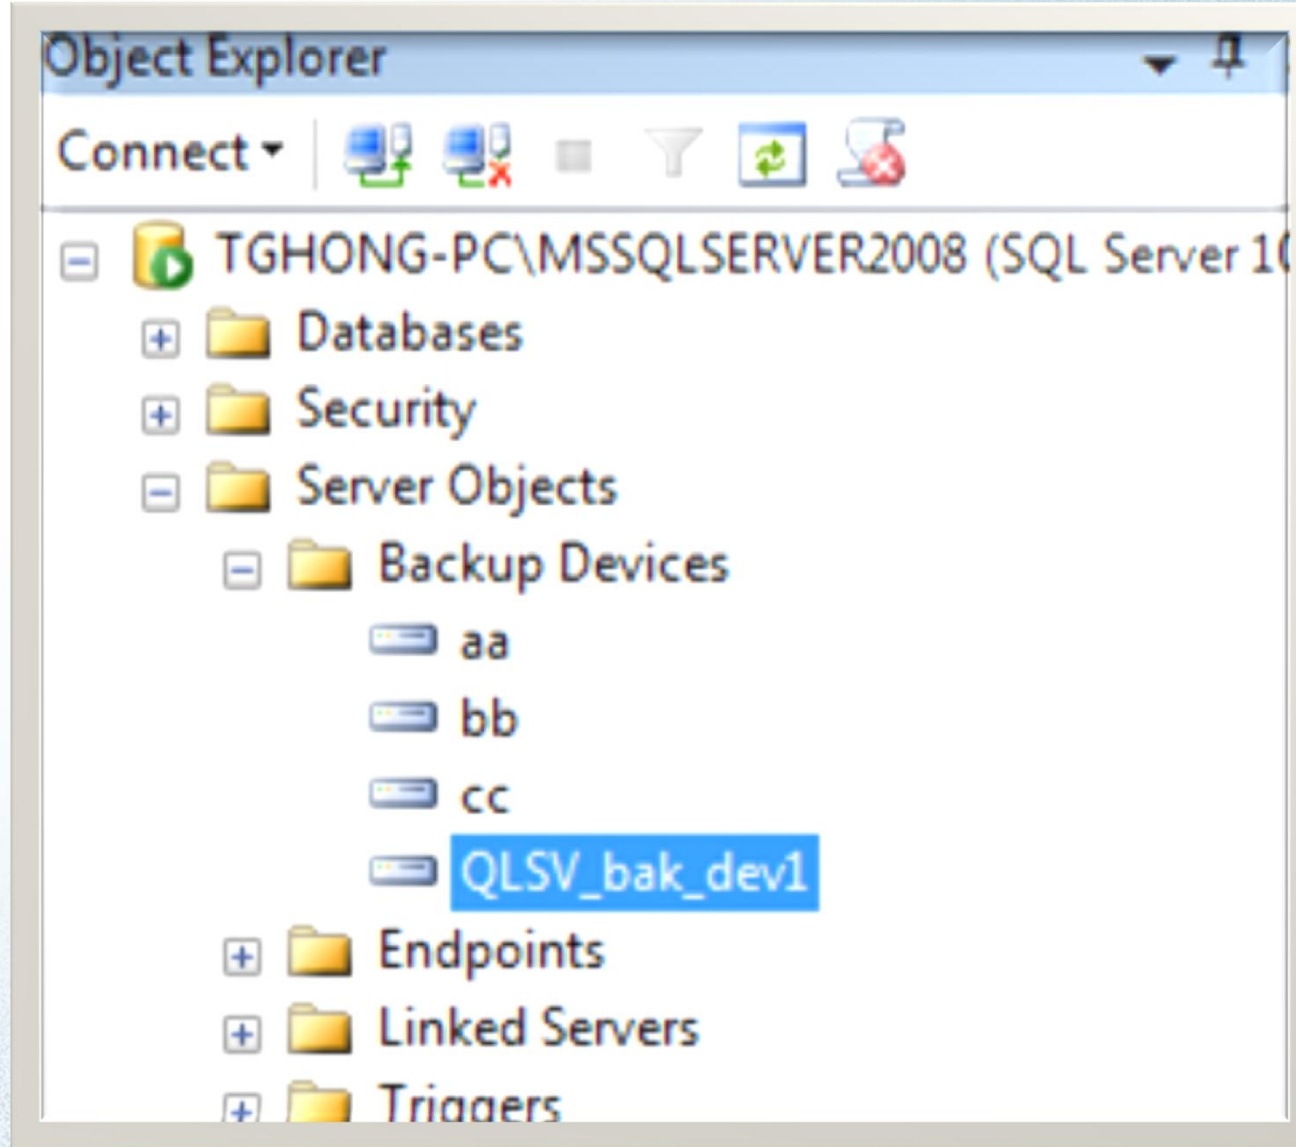 Object Explorer
Connect
TGHONG-PC\MSSQLSERVER2008 (SQL Server 10
Databases
Security
Server Objects
Backup Devices
aa
bb
cc
QLSV_bak_dev1
Endpoints
Linked Servers
Triggers